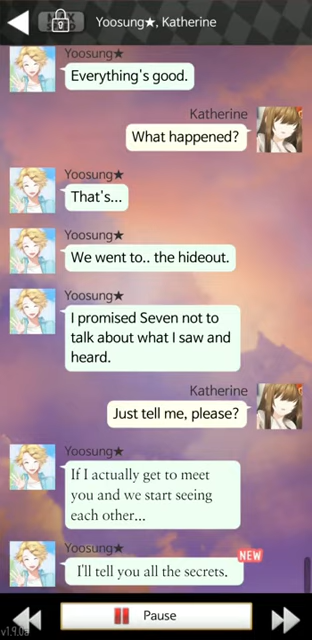 Yoosung★, Katherine
Yoosung★
Everything's good.
Katherine
What happened?
Yoosung★
That's...
Yoosung★
We went to.. the hideout.
Yoosung★
I promised Seven not to
talk about what I saw and
heard.
Katherine
Just tell me, please?
Yoosung★
If I actually get to meet
you and we start seeing
each other...
Yoosung★
NEW
I'll tell you all the secrets.
Pause